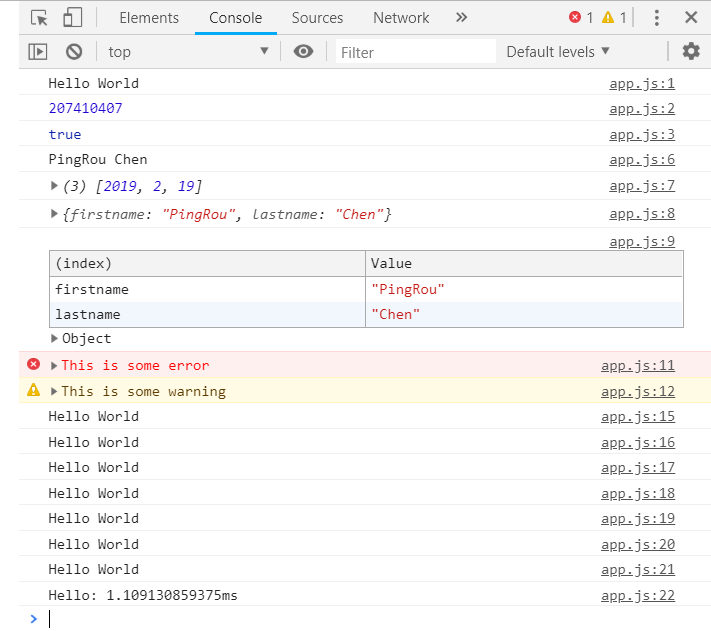 Elements Console Sources Network » 1 1
top Filter Default levels
Hello World app.js:1
207410407 app.js:2
true app.js:3
PingRou Chen app.js:6
(3) [2019, 2, 19] app.js:7
{firstname: "PingRou", lastname: "Chen"} app.js:8
app.js:9
(index) Value
firstname "PingRou"
lastname "Chen"
Object
This is some error app.js:11
This is some warning app.js:12
Hello World app.js:15
Hello World app.js:16
Hello World app.js:17
Hello World app.js:18
Hello World app.js:19
Hello World app.js:20
Hello World app.js:21
Hello: 1.109130859375ms app.js:22